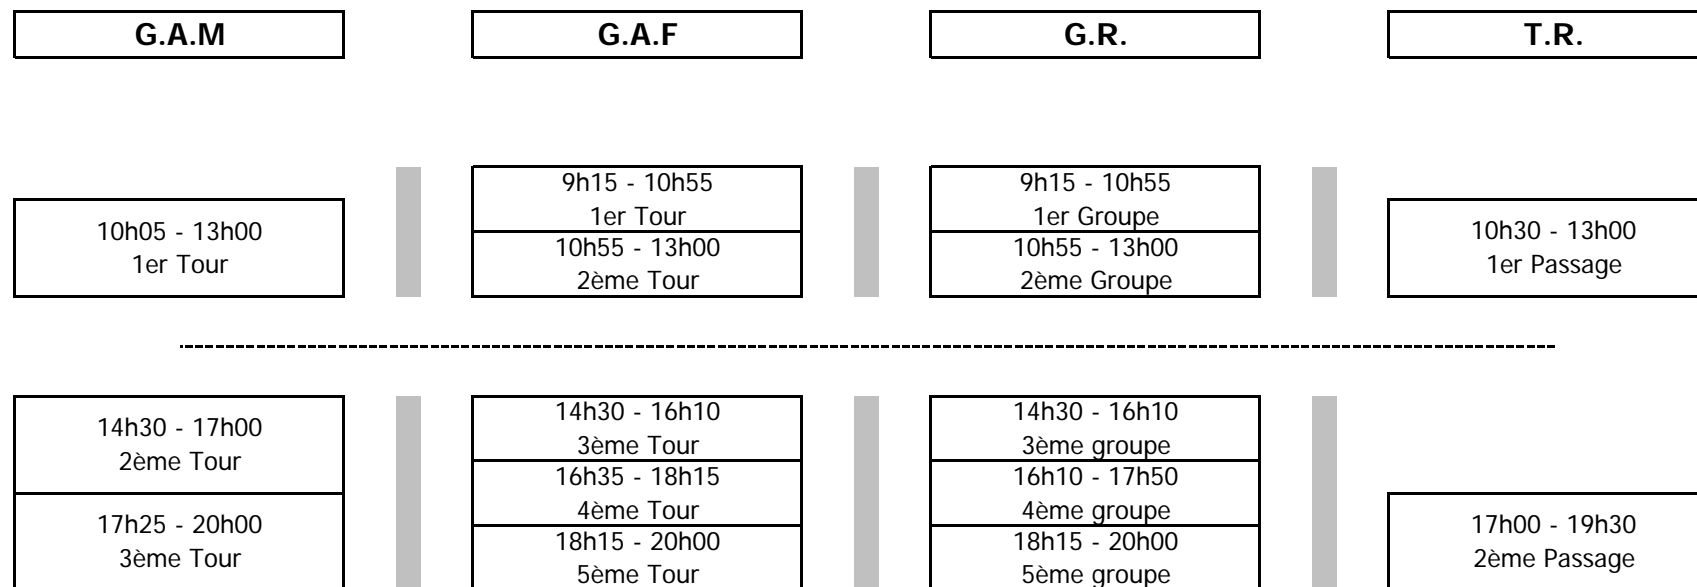 G.A.M
G.A.F
G.R.
T.R.
10h05 - 13h00
1er Tour
9h15 - 10h55
1er Tour
10h55 - 13h00
2ème Tour
9h15 - 10h55
1er Groupe
10h55 - 13h00
2ème Groupe
10h30 - 13h00
1er Passage
14h30 - 17h00
2ème Tour
17h25 - 20h00
3ème Tour
14h30 - 16h10
3ème Tour
16h35 - 18h15
4ème Tour
18h15 - 20h00
5ème Tour
14h30 - 16h10
3ème groupe
16h10 - 17h50
4ème groupe
18h15 - 20h00
5ème groupe
17h00 - 19h30
2ème Passage